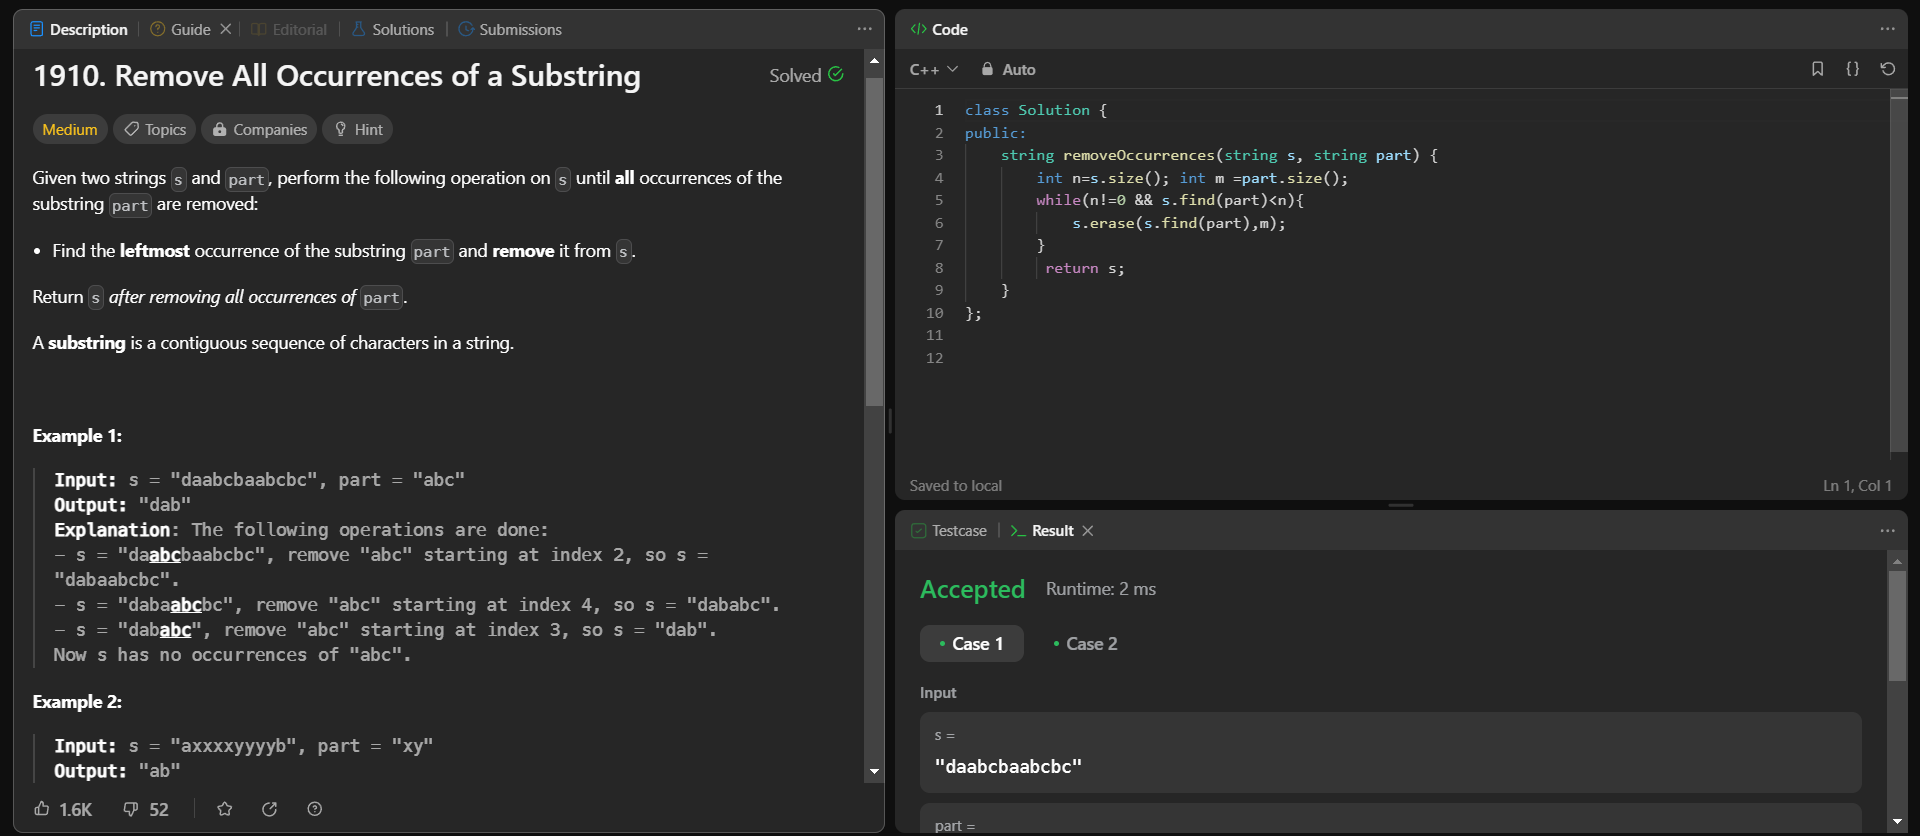 Description
Guide
Editorial
Solutions
Submissions
1910. Remove All Occurrences of a Substring
Solved
Medium
Topics
Companies
Hint
Given two strings s and part, perform the following operation on s until all occurrences of the
substring part are removed:
• Find the leftmost occurrence of the substring part and remove it from s.
Return s after removing all occurrences of part.
A substring is a contiguous sequence of characters in a string.
Example 1:
Input: s = "daabcbaabcbc", part = "abc"
Output: "dab"
Explanation: The following operations are done:
- s = "daabcbaabcbc", remove "abc" starting at index 2, so s =
"dabaabcbc".
- s = "dabaabcbc", remove "abc" starting at index 4, so s = "dababc".
- s = "dababc", remove "abc" starting at index 3, so s = "dab".
Now s has no occurrences of "abc".
Example 2:
Input: s = "axxxxyyyyb", part = "xy"
Output: "ab"
1.6K
52
</> Code
C++
Auto
{}
1 class Solution {
2 public:
3 string removeOccurrences(string s, string part) {
4 int n=s.size(); int m =part.size();
5 while(n!=0 && s.find(part)<n){
6 s.erase(s.find(part),m);
7 }
8 return s;
9 }
10 };
11
12
Saved to local
Ln 1, Col 1
Testcase
>_ Result
Accepted
Runtime: 2 ms
• Case 1
• Case 2
Input
s =
"daabcbaabcbc"
part =